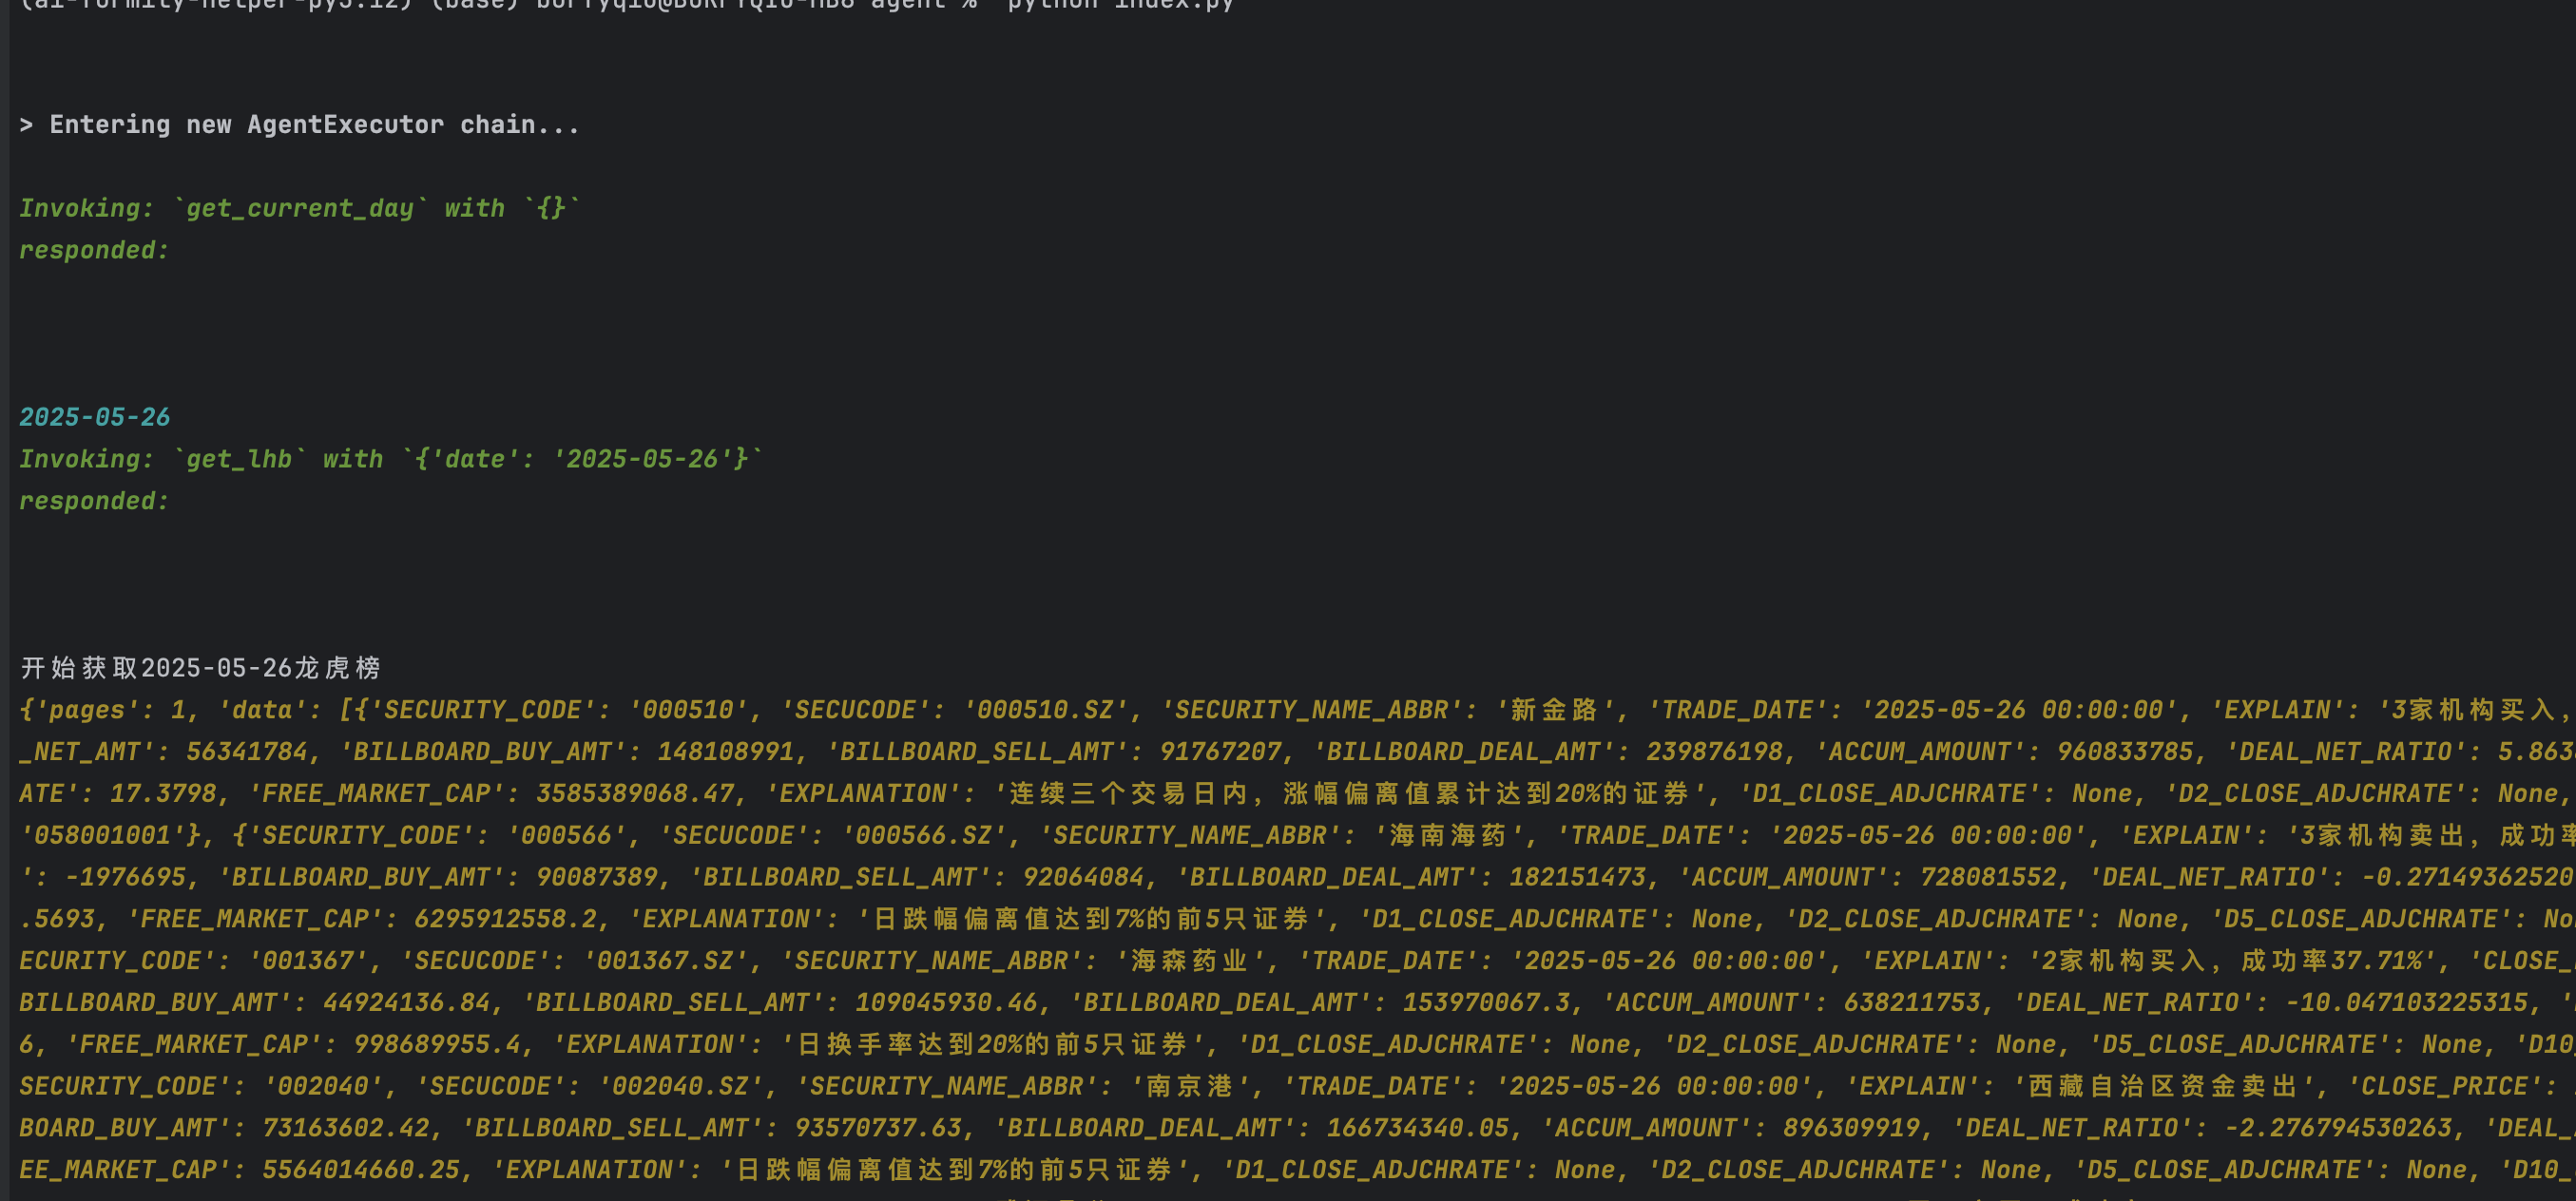 (ai-formity-helper-py3.12) (base) borryqiu@BORRYQIU-MB6 agent % python index.py
> Entering new AgentExecutor chain...
Invoking: `get_current_day` with `{}`
responded:
2025-05-26
Invoking: `get_lhb` with `{'date': '2025-05-26'}`
responded:
开始获取2025-05-26龙虎榜
{'pages': 1, 'data': [{'SECURITY_CODE': '000510', 'SECUCODE': '000510.SZ', 'SECURITY_NAME_ABBR': '新金路', 'TRADE_DATE': '2025-05-26 00:00:00', 'EXPLAIN': '3家机构买入,
_NET_AMT': 56341784, 'BILLBOARD_BUY_AMT': 148108991, 'BILLBOARD_SELL_AMT': 91767207, 'BILLBOARD_DEAL_AMT': 239876198, 'ACCUM_AMOUNT': 960833785, 'DEAL_NET_RATIO': 5.863
ATE': 17.3798, 'FREE_MARKET_CAP': 3585389068.47, 'EXPLANATION': '连续三个交易日内，涨幅偏离值累计达到20%的证券', 'D1_CLOSE_ADJCHRATE': None, 'D2_CLOSE_ADJCHRATE': None,
'058001001'}, {'SECURITY_CODE': '000566', 'SECUCODE': '000566.SZ', 'SECURITY_NAME_ABBR': '海南海药', 'TRADE_DATE': '2025-05-26 00:00:00', 'EXPLAIN': '3家机构卖出，成功率
': -1976695, 'BILLBOARD_BUY_AMT': 90087389, 'BILLBOARD_SELL_AMT': 92064084, 'BILLBOARD_DEAL_AMT': 182151473, 'ACCUM_AMOUNT': 728081552, 'DEAL_NET_RATIO': -0.27149362520
.5693, 'FREE_MARKET_CAP': 6295912558.2, 'EXPLANATION': '日跌幅偏离值达到7%的前5只证券', 'D1_CLOSE_ADJCHRATE': None, 'D2_CLOSE_ADJCHRATE': None, 'D5_CLOSE_ADJCHRATE': No
ECURITY_CODE': '001367', 'SECUCODE': '001367.SZ', 'SECURITY_NAME_ABBR': '海森药业', 'TRADE_DATE': '2025-05-26 00:00:00', 'EXPLAIN': '2家机构买入，成功率37.71%', 'CLOSE_
BILLBOARD_BUY_AMT': 44924136.84, 'BILLBOARD_SELL_AMT': 109045930.46, 'BILLBOARD_DEAL_AMT': 153970067.3, 'ACCUM_AMOUNT': 638211753, 'DEAL_NET_RATIO': -10.047103225315, '
6, 'FREE_MARKET_CAP': 998689955.4, 'EXPLANATION': '日换手率达到20%的前5只证券', 'D1_CLOSE_ADJCHRATE': None, 'D2_CLOSE_ADJCHRATE': None, 'D5_CLOSE_ADJCHRATE': None, 'D10_
SECURITY_CODE': '002040', 'SECUCODE': '002040.SZ', 'SECURITY_NAME_ABBR': '南京港', 'TRADE_DATE': '2025-05-26 00:00:00', 'EXPLAIN': '西藏自治区资金卖出', 'CLOSE_PRICE':
BOARD_BUY_AMT': 73163602.42, 'BILLBOARD_SELL_AMT': 93570737.63, 'BILLBOARD_DEAL_AMT': 166734340.05, 'ACCUM_AMOUNT': 896309919, 'DEAL_NET_RATIO': -2.276794530263, 'DEAL_
EE_MARKET_CAP': 5564014660.25, 'EXPLANATION': '日跌幅偏离值达到7%的前5只证券', 'D1_CLOSE_ADJCHRATE': None, 'D2_CLOSE_ADJCHRATE': None, 'D5_CLOSE_ADJCHRATE': None, 'D10_